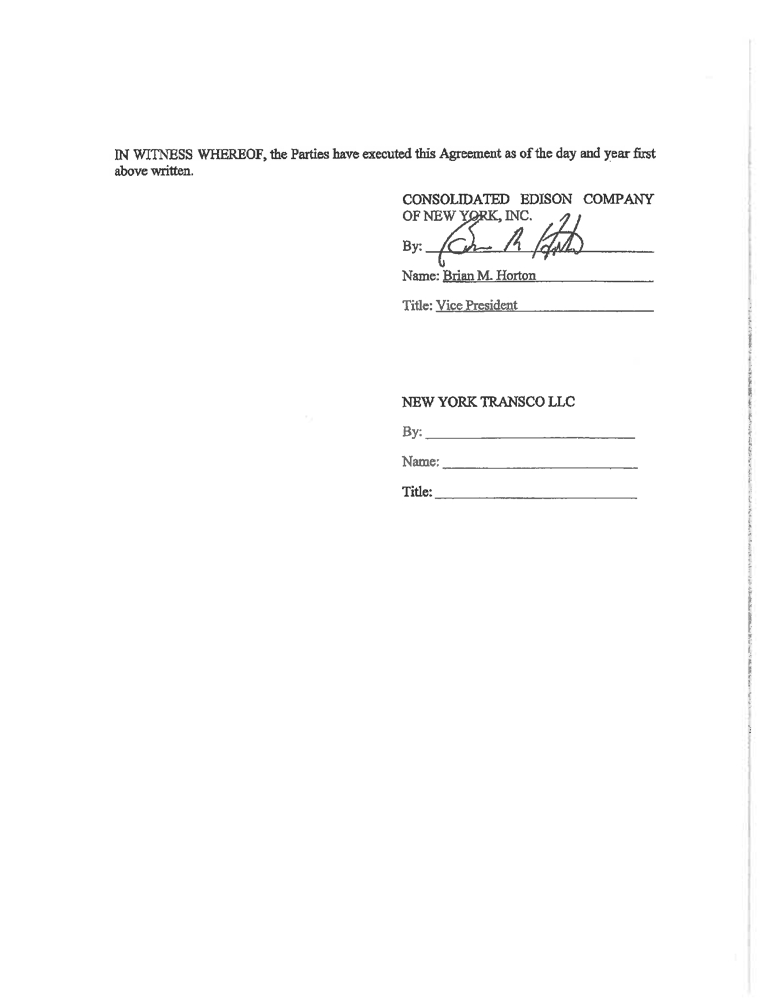 IN WITNESS WHEREOF, the Parties have executed this Agreement as of the day and year first
above written.
CONSOLIDATED EDISON COMPANY
OF NEW YORK, INC.
By:
Name: Brian M. Horton
Title: Vice President
NEW YORK TRANSCO LLC
By:
Name:
Title: